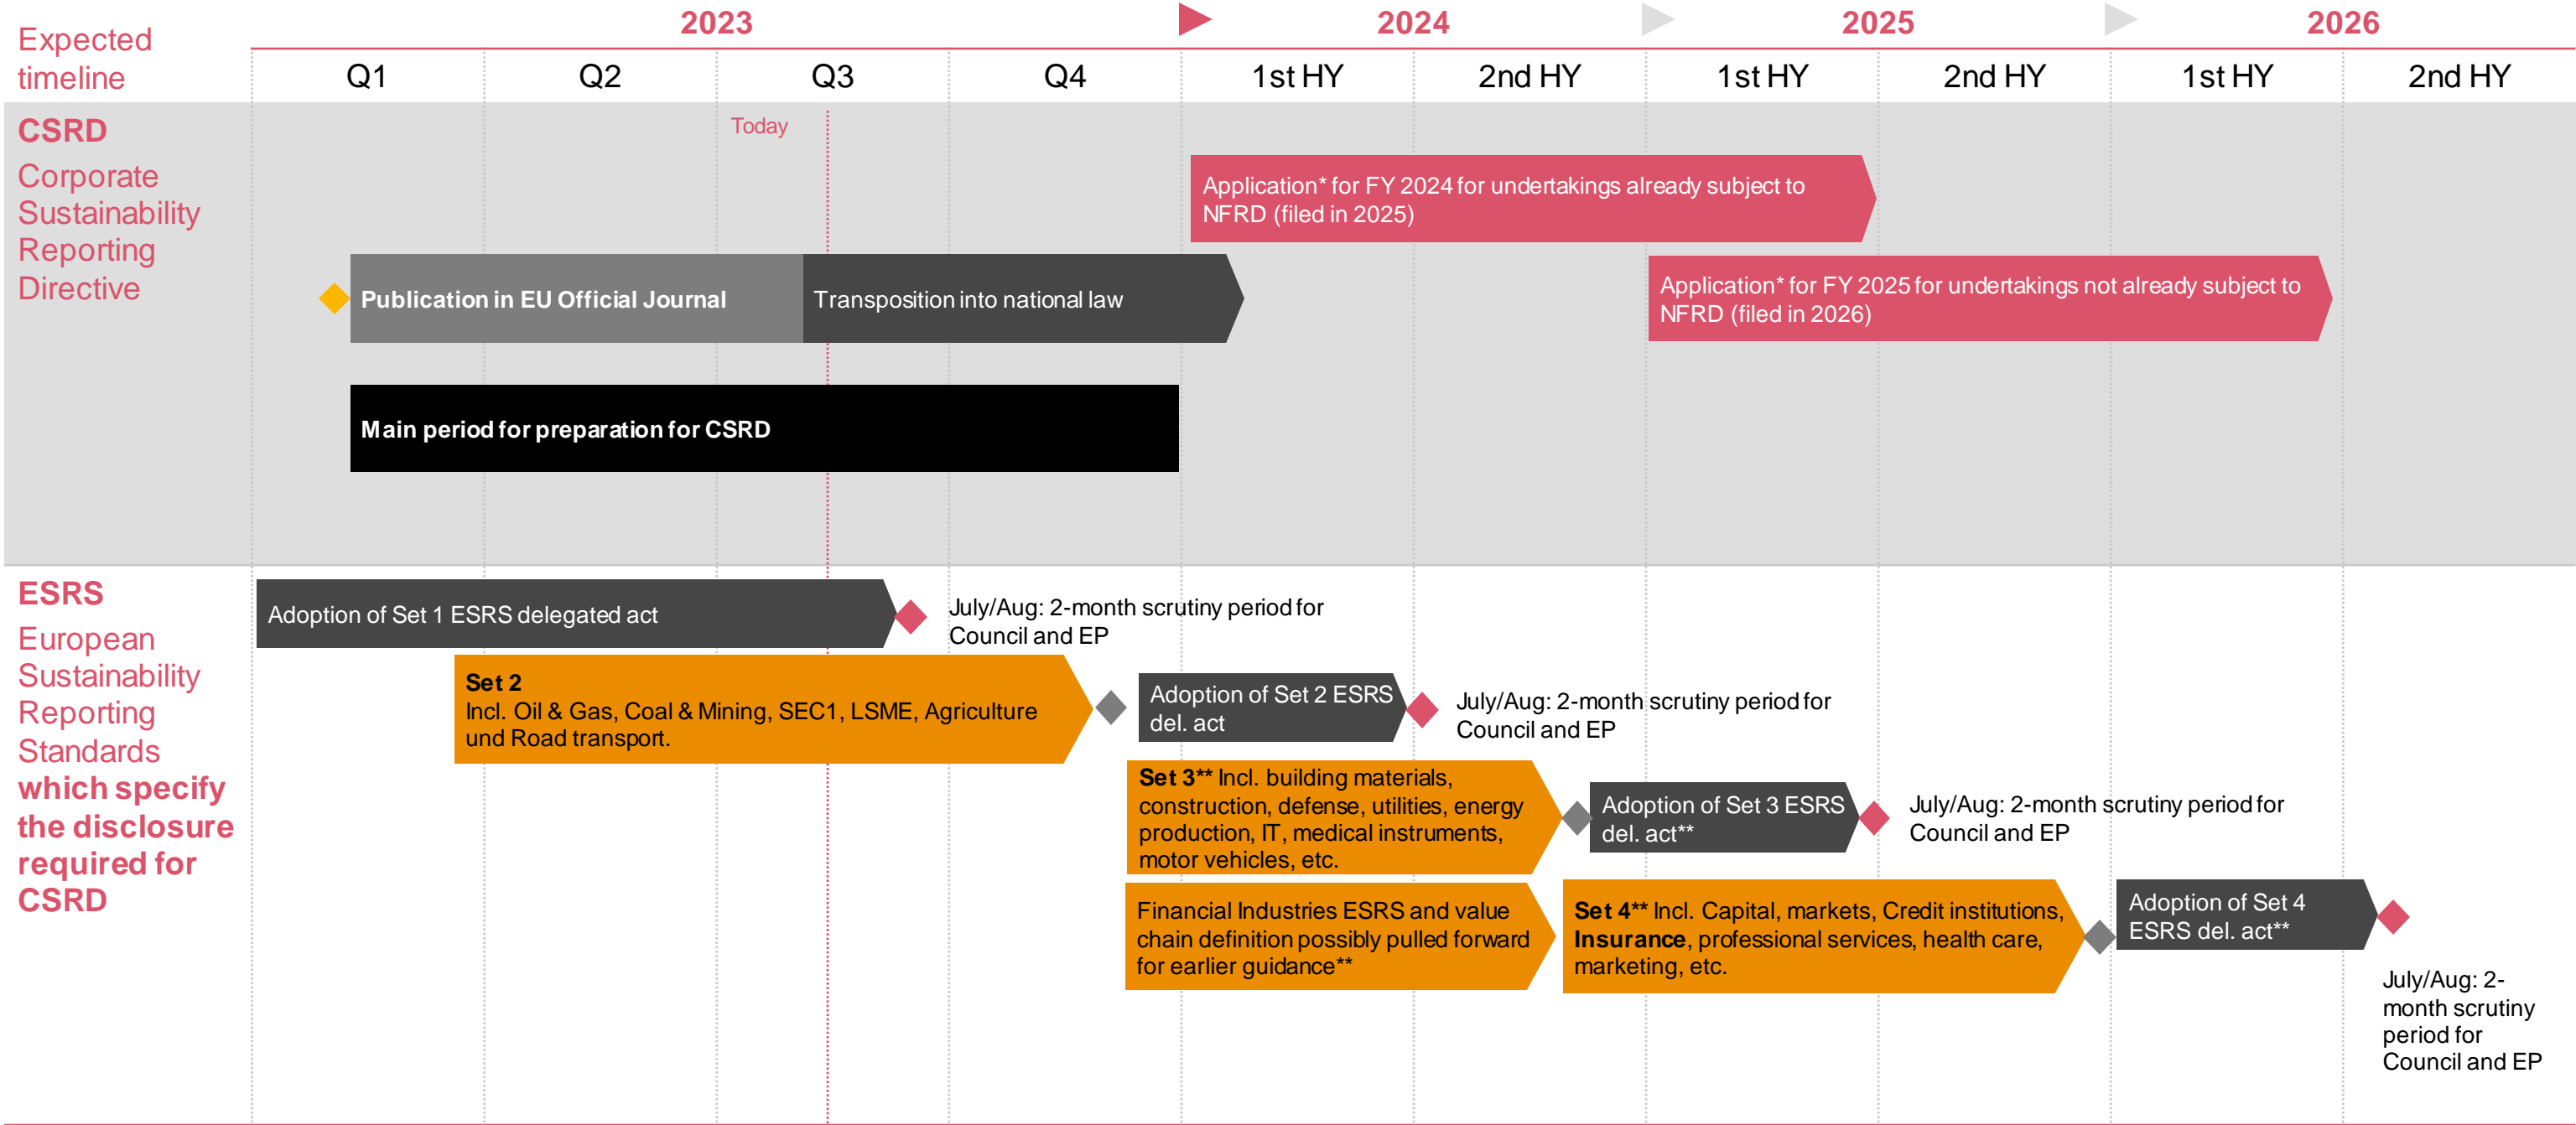 Expected
timeline
2023
2024
2025
2026
Q1
Q2
Q3
Q4
1st HY
2nd HY
1st HY
2nd HY
1st HY
2nd HY
CSRD
Corporate
Sustainability
Reporting
Directive
Today
Application* for FY 2024 for undertakings already subject to
NFRD (filed in 2025)
Publication in EU Official Journal
Transposition into national law
Application* for FY 2025 for undertakings not already subject to
NFRD (filed in 2026)
Main period for preparation for CSRD
ESRS
European
Sustainability
Reporting
Standards
which specify
the disclosure
required for
CSRD
Adoption of Set 1 ESRS delegated act
July/Aug: 2-month scrutiny period for
Council and EP
Set 2
Incl. Oil & Gas, Coal & Mining, SEC1, LSME, Agriculture
und Road transport.
Adoption of Set 2 ESRS
del. act
July/Aug: 2-month scrutiny period for
Council and EP
Set 3** Incl. building materials,
construction, defense, utilities, energy
production, IT, medical instruments,
motor vehicles, etc.
Adoption of Set 3 ESRS
del. act**
July/Aug: 2-month scrutiny period for
Council and EP
Financial Industries ESRS and value
chain definition possibly pulled forward
for earlier guidance**
Set 4** Incl. Capital, markets, Credit institutions,
Insurance, professional services, health care,
marketing, etc.
Adoption of Set 4
ESRS del. act**
July/Aug: 2-
month scrutiny
period for
Council and EP